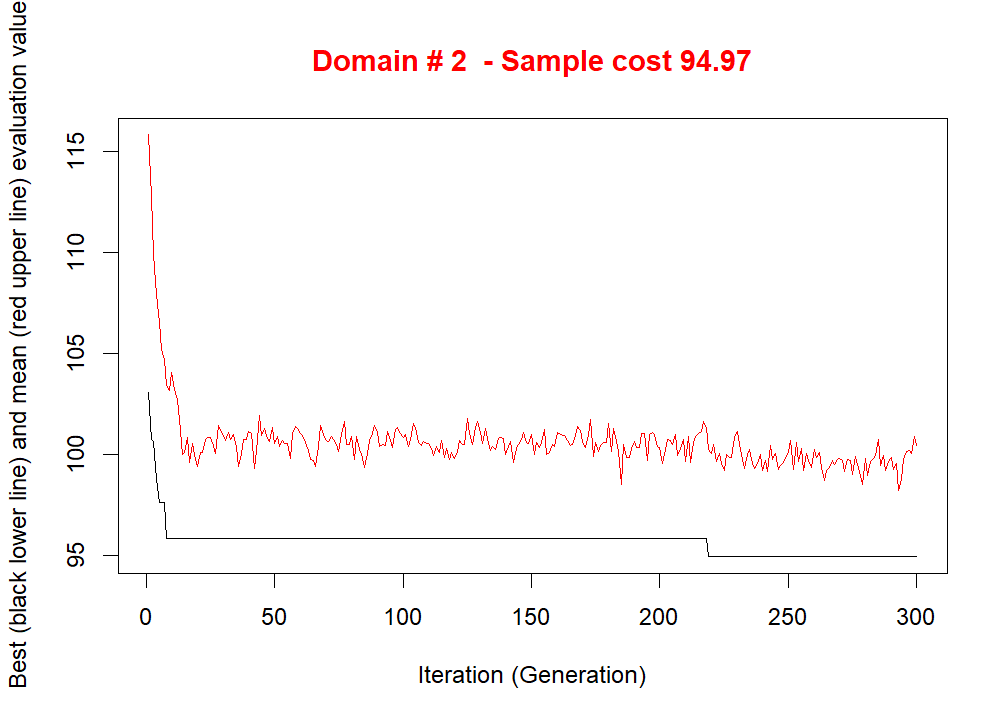 Domain # 2  - Sample cost 94.97
Best (black lower line) and mean (red upper line) evaluation value
115
110
105
100
95
0 50 100 150 200 250 300
Iteration (Generation)